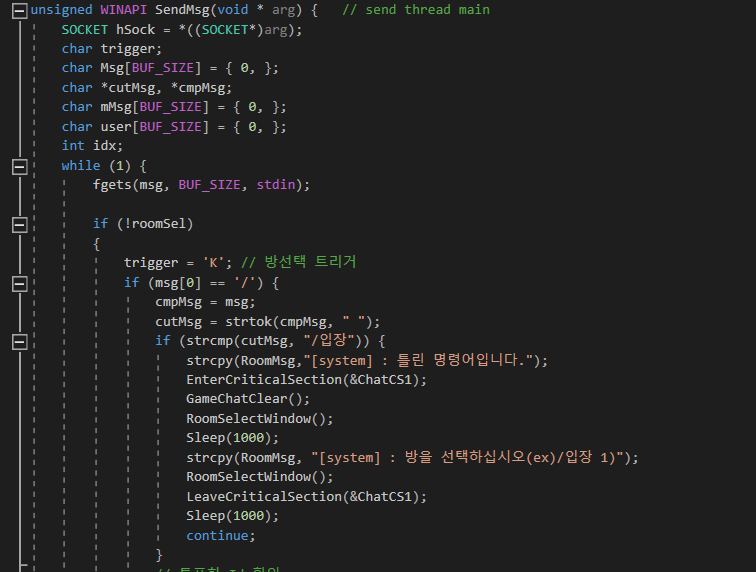 unsigned WINAPI SendMsg(void * arg) {   // send thread main
    SOCKET hSock = *((SOCKET*)arg);
    char trigger;
    char Msg[BUF_SIZE] = { 0, };
    char *cutMsg, *cmpMsg;
    char mMsg[BUF_SIZE] = { 0, };
    char user[BUF_SIZE] = { 0, };
    int idx;
    while (1) {
        fgets(msg, BUF_SIZE, stdin);
        if (!roomSel)
        {
            trigger = 'K'; // 방선택 트리거
            if (msg[0] == '/') {
                cmpMsg = msg;
                cutMsg = strtok(cmpMsg, " ");
                if (strcmp(cutMsg, "/입장")) {
                    strcpy(RoomMsg,"[system] : 틀린 명령어입니다.");
                    EnterCriticalSection(&ChatCS1);
                    GameChatClear();
                    RoomSelectWindow();
                    Sleep(1000);
                    strcpy(RoomMsg, "[system] : 방을 선택하십시오(ex)/입장 1)");
                    RoomSelectWindow();
                    LeaveCriticalSection(&ChatCS1);
                    Sleep(1000);
                    continue;
                }